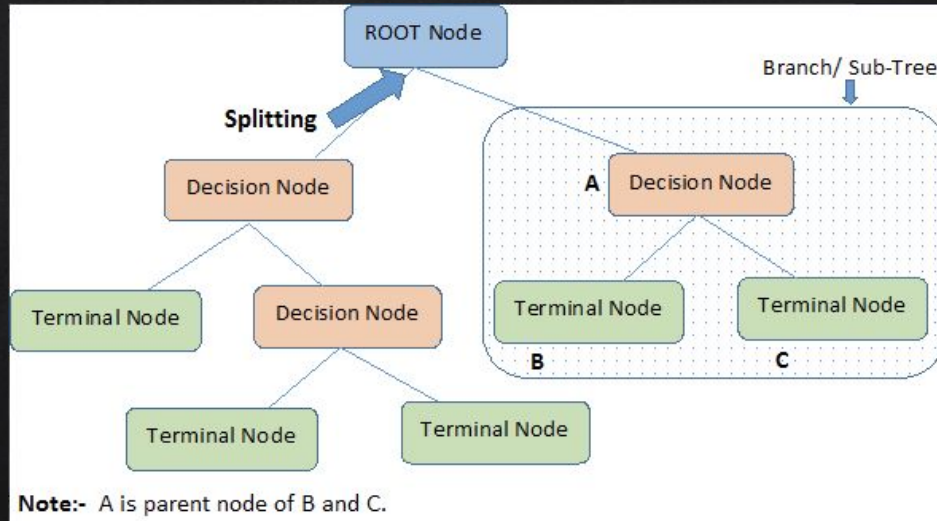 ROOT Node
Branch/ Sub-Tree
Splitting
Decision Node
A
Decision Node
Terminal Node
Decision Node
Terminal Node
Terminal Node
B
C
Terminal Node
Terminal Node
Note:- A is parent node of B and C.